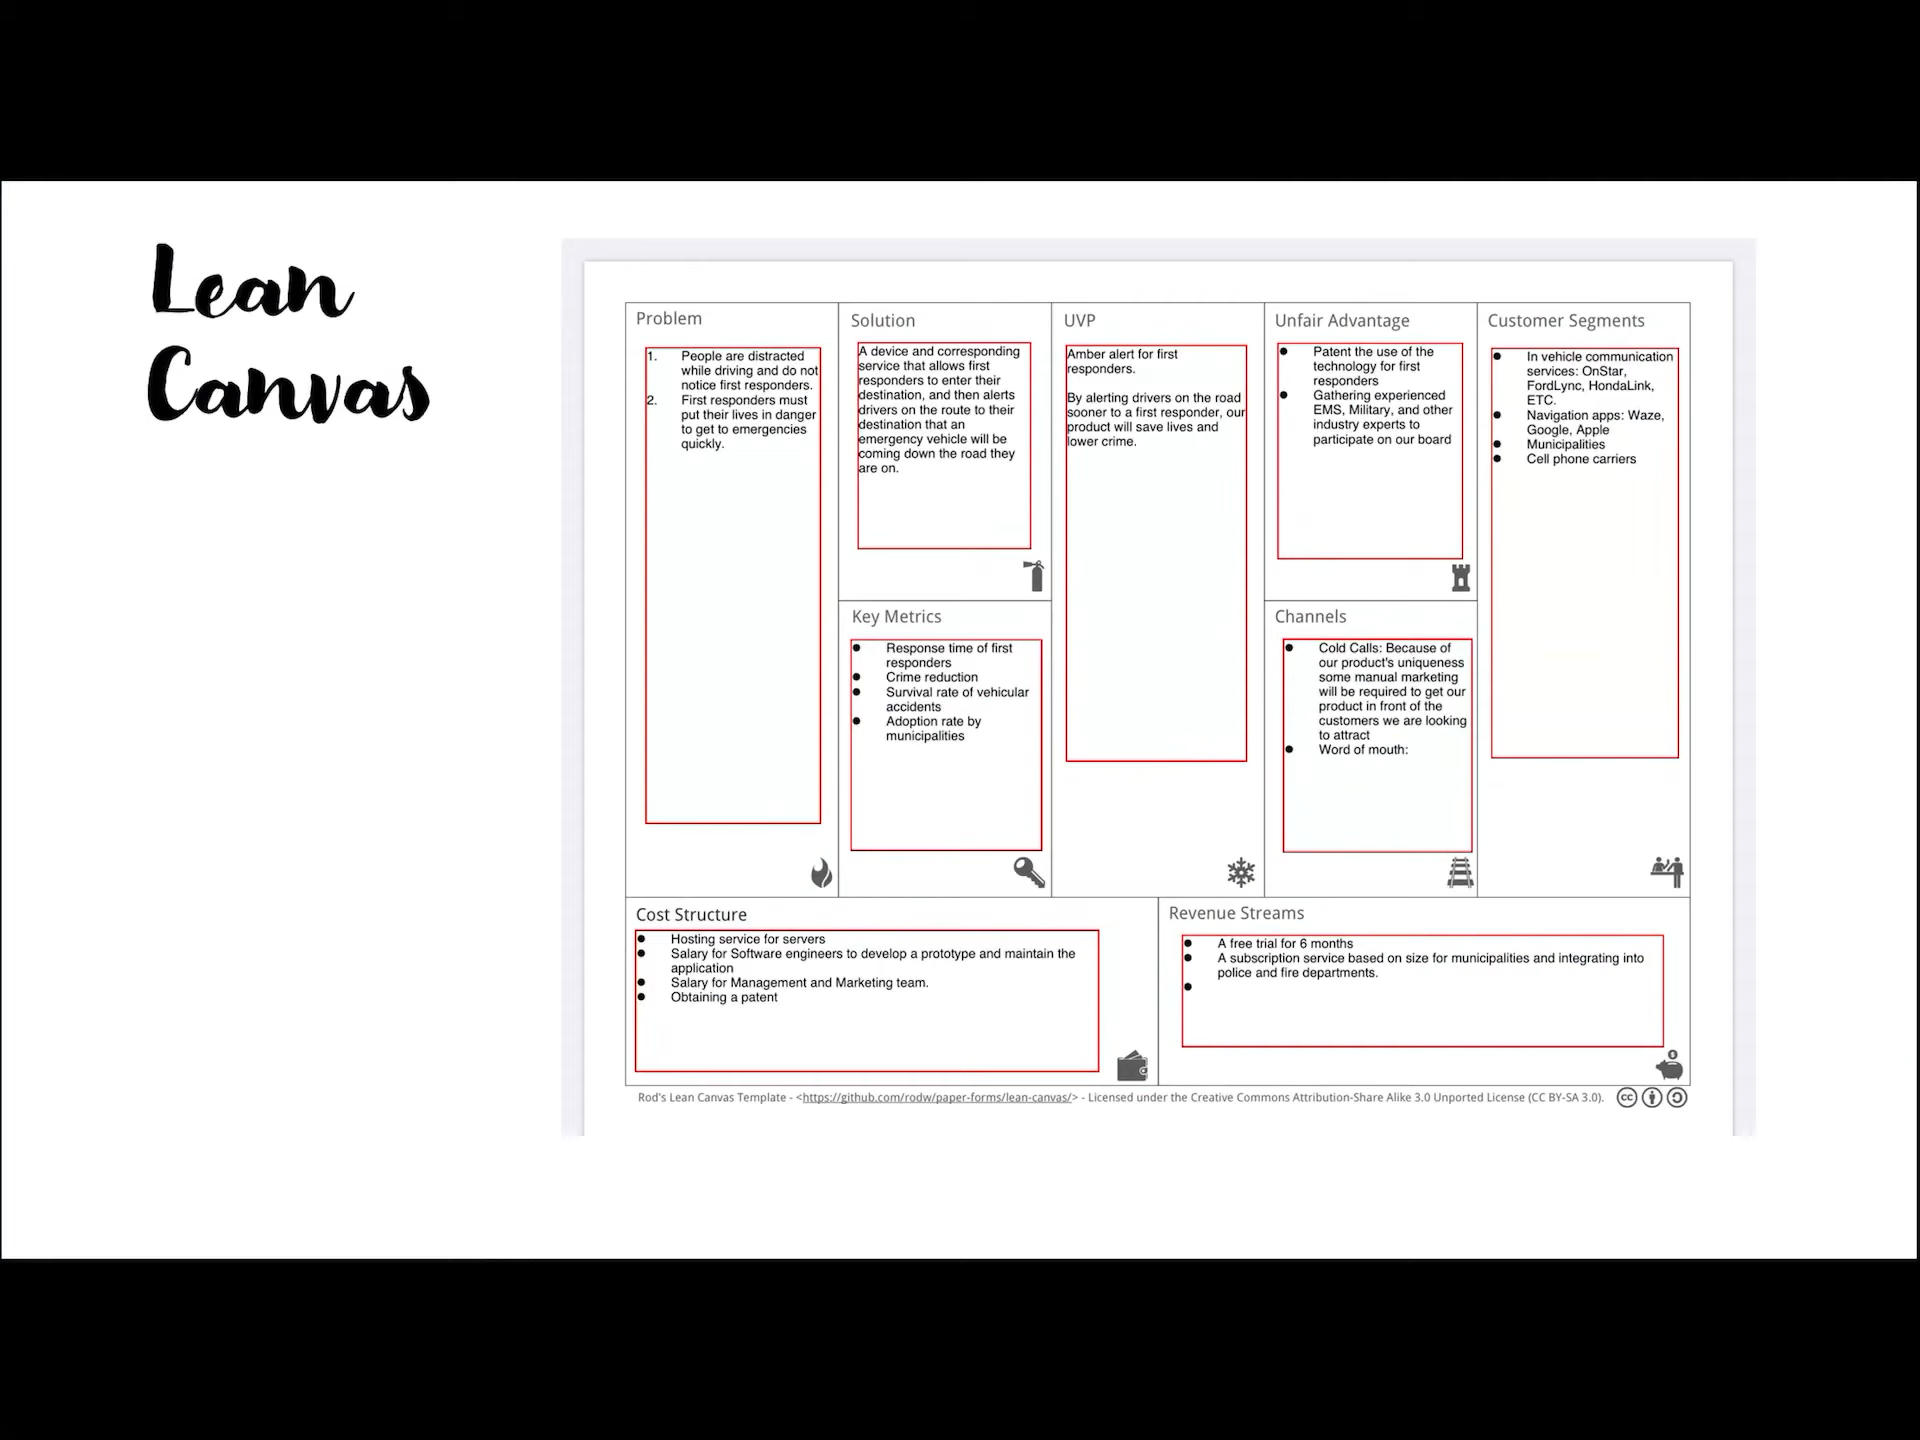 Lean
Canvas
Problem
1. People are distracted
while driving and do not
notice first responders.
2. First responders must
put their lives in danger
to get to emergencies
quickly.
Solution
A device and corresponding
service that allows first
responders to enter their
destination, and then alerts
drivers on the route to their
destination that an
emergency vehicle will be
coming down the road they
are on.
Key Metrics
● Response time of first
responders
● Crime reduction
● Survival rate of vehicular
accidents
● Adoption rate by
municipalities
UVP
Amber alert for first
responders.
By alerting drivers on the road
sooner to a first responder, our
product will save lives and
lower crime.
Unfair Advantage
● Patent the use of the
technology for first
responders
● Gathering experienced
EMS, Military, and other
industry experts to
participate on our board
Channels
● Cold Calls: Because of
our product's uniqueness
some manual marketing
will be required to get our
product in front of the
customers we are looking
to attract
● Word of mouth:
Customer Segments
● In vehicle communication
services: OnStar,
FordLync, HondaLink,
ETC.
● Navigation apps: Waze,
Google, Apple
● Municipalities
● Cell phone carriers
Cost Structure
● Hosting service for servers
● Salary for Software engineers to develop a prototype and maintain the
application
● Salary for Management and Marketing team.
● Obtaining a patent
Revenue Streams
● A free trial for 6 months
● A subscription service based on size for municipalities and integrating into
police and fire departments.
●
Rod's Lean Canvas Template - <https://github.com/rodw/paper-forms/lean-canvas/> - Licensed under the Creative Commons Attribution-Share Alike 3.0 Unported License (CC BY-SA 3.0).